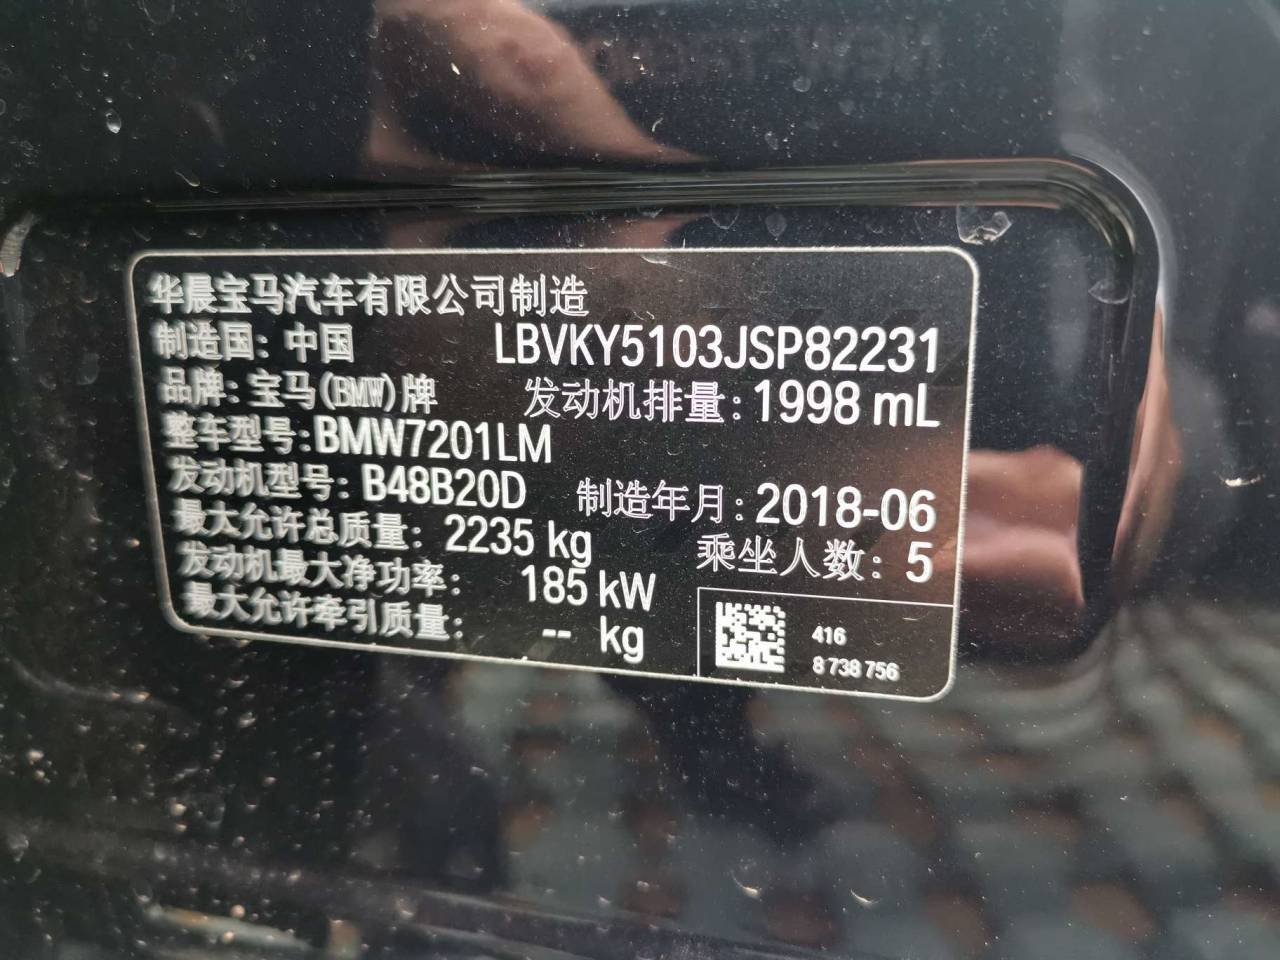 华晨宝马汽车有限公司制造
制造国: 中国 LBVKY5103JSP82231
品牌: 宝马(BMW)牌 发动机排量: 1998 mL
整车型号: BMW7201LM
发动机型号: B48B20D 制造年月: 2018-06
最大允许总质量: 2235 kg 乘坐人数: 5
发动机最大净功率: 185 kW
最大允许牵引质量: -- kg
416
8 738 756